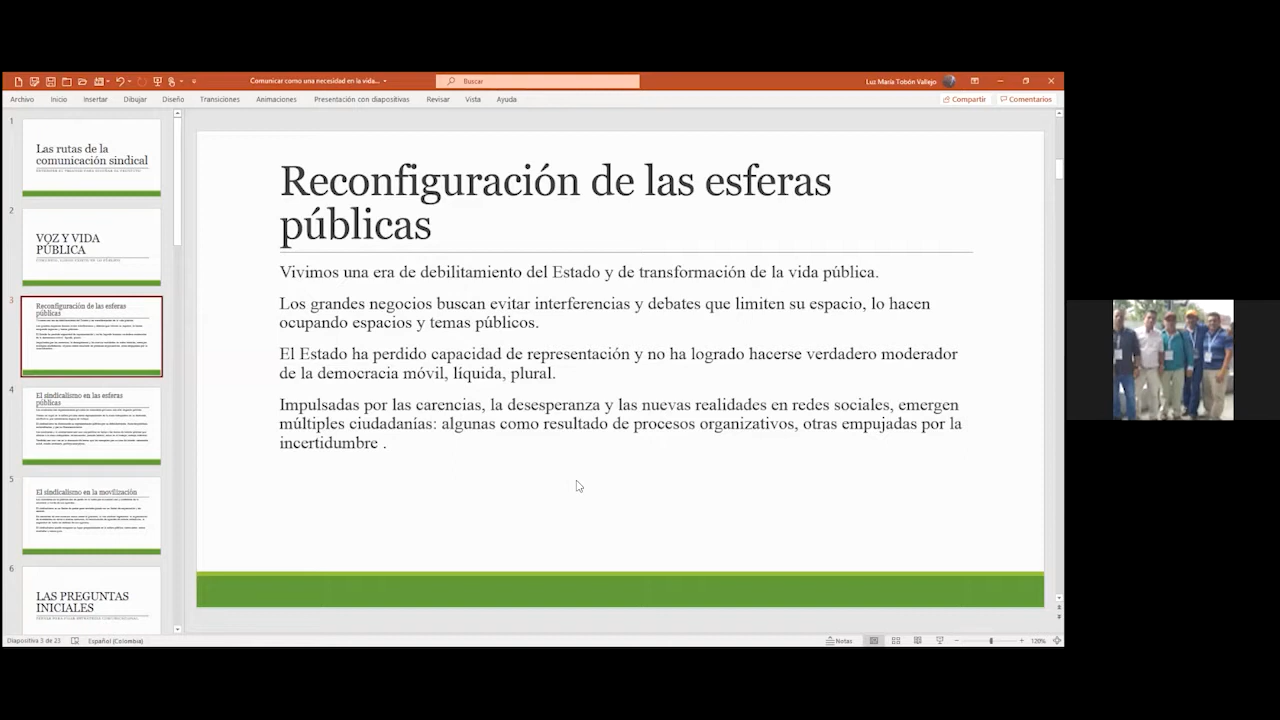 Comunicar como una necesidad en la vida...
Buscar
Luz María Tobón Vallejo
Archivo
Inicio
Insertar
Dibujar
Diseño
Transiciones
Animaciones
Presentación con diapositivas
Revisar
Vista
Ayuda
Compartir
Comentarios
1
Las rutas de la
comunicación sindical
2
VOZ Y VIDA
PÚBLICA
3
Reconfiguración de las esferas
públicas
4
El sindicalismo en las esferas
públicas
5
El sindicalismo en la movilización
6
LAS PREGUNTAS
INICIALES
Reconfiguración de las esferas
públicas
Vivimos una era de debilitamiento del Estado y de transformación de la vida pública.
Los grandes negocios buscan evitar interferencias y debates que limiten su espacio, lo hacen
ocupando espacios y temas públicos.
El Estado ha perdido capacidad de representación y no ha logrado hacerse verdadero moderador
de la democracia móvil, líquida, plural.
Impulsadas por las carencias, la desesperanza y las nuevas realidades en redes sociales, emergen
múltiples ciudadanías: algunas como resultado de procesos organizativos, otras empujadas por la
incertidumbre .
Diapositiva 3 de 23
Español (Colombia)
Notas
120%